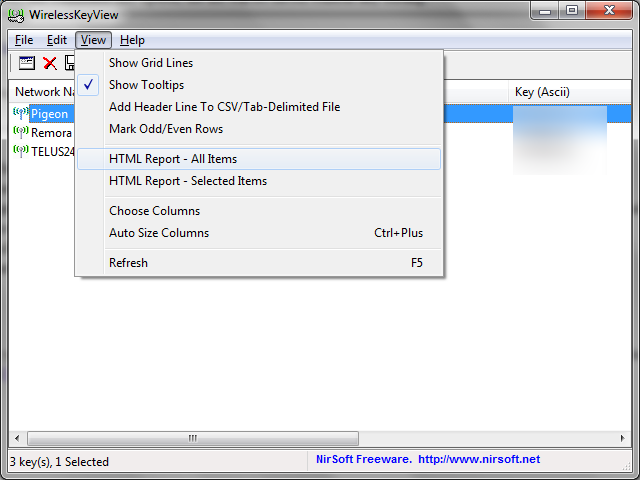 WirelessKeyView
File Edit View Help
Network Na Key (Ascii)
Pigeon
Remora
TELUS24
Show Grid Lines
Show Tooltips
Add Header Line To CSV/Tab-Delimited File
Mark Odd/Even Rows
HTML Report - All Items
HTML Report - Selected Items
Choose Columns
Auto Size Columns Ctrl+Plus
Refresh F5
3 key(s), 1 Selected NirSoft Freeware. http://www.nirsoft.net